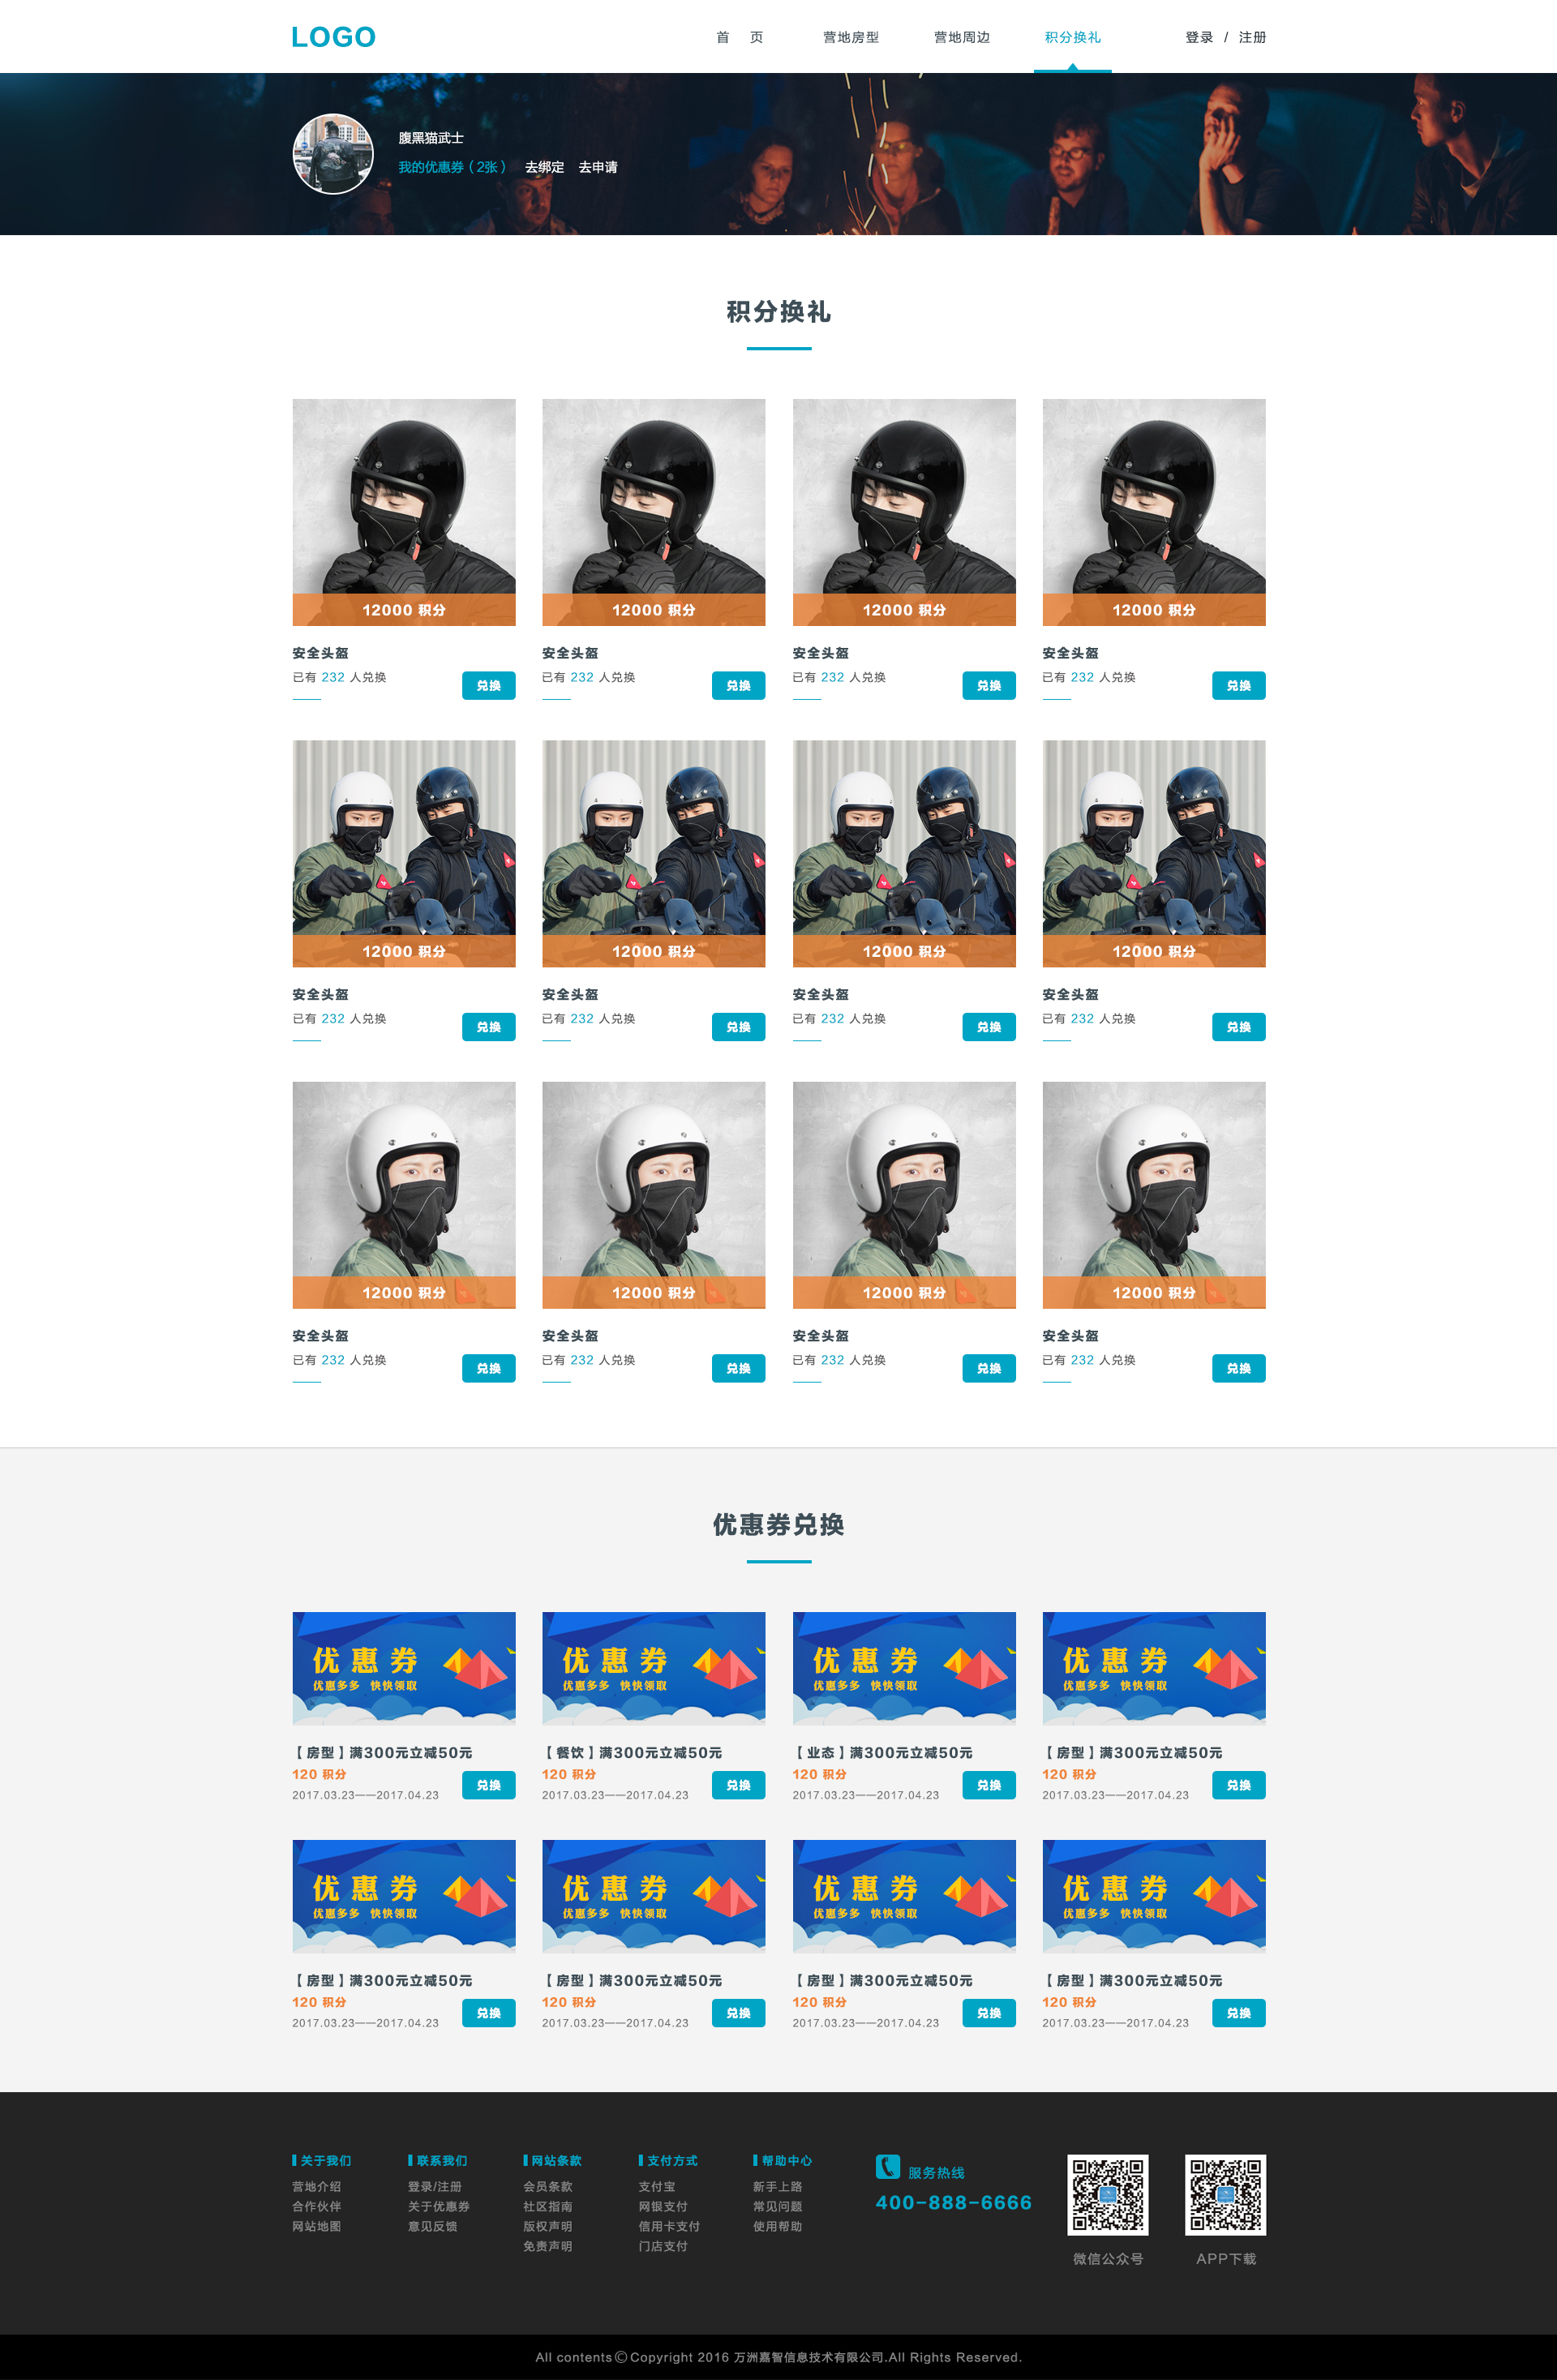 LOGO
首 页 营地房型 营地周边 积分换礼 登录 / 注册
腹黑猫武士
我的优惠券（2张） 去绑定 去申请
积分换礼
12000 积分 12000 积分 12000 积分 12000 积分
安全头盔 安全头盔 安全头盔 安全头盔
已有 232 人兑换 兑换 已有 232 人兑换 兑换 已有 232 人兑换 兑换 已有 232 人兑换 兑换
12000 积分 12000 积分 12000 积分 12000 积分
安全头盔 安全头盔 安全头盔 安全头盔
已有 232 人兑换 兑换 已有 232 人兑换 兑换 已有 232 人兑换 兑换 已有 232 人兑换 兑换
12000 积分 12000 积分 12000 积分 12000 积分
安全头盔 安全头盔 安全头盔 安全头盔
已有 232 人兑换 兑换 已有 232 人兑换 兑换 已有 232 人兑换 兑换 已有 232 人兑换 兑换
优惠券兑换
优惠券 优惠券 优惠券 优惠券
优惠多多 快快领取 优惠多多 快快领取 优惠多多 快快领取 优惠多多 快快领取
【房型】满300元立减50元 【餐饮】满300元立减50元 【业态】满300元立减50元 【房型】满300元立减50元
120 积分 兑换 120 积分 兑换 120 积分 兑换 120 积分 兑换
2017.03.23——2017.04.23 2017.03.23——2017.04.23 2017.03.23——2017.04.23 2017.03.23——2017.04.23
优惠券 优惠券 优惠券 优惠券
优惠多多 快快领取 优惠多多 快快领取 优惠多多 快快领取 优惠多多 快快领取
【房型】满300元立减50元 【房型】满300元立减50元 【房型】满300元立减50元 【房型】满300元立减50元
120 积分 兑换 120 积分 兑换 120 积分 兑换 120 积分 兑换
2017.03.23——2017.04.23 2017.03.23——2017.04.23 2017.03.23——2017.04.23 2017.03.23——2017.04.23
关于我们 联系我们 网站条款 支付方式 帮助中心 服务热线
营地介绍 登录/注册 会员条款 支付宝 新手上路 400-888-6666
合作伙伴 关于优惠券 社区指南 网银支付 常见问题
网站地图 意见反馈 版权声明 信用卡支付 使用帮助
免责声明 门店支付 微信公众号 APP下载
All contents©Copyright 2016 万洲嘉智信息技术有限公司.All Rights Reserved.